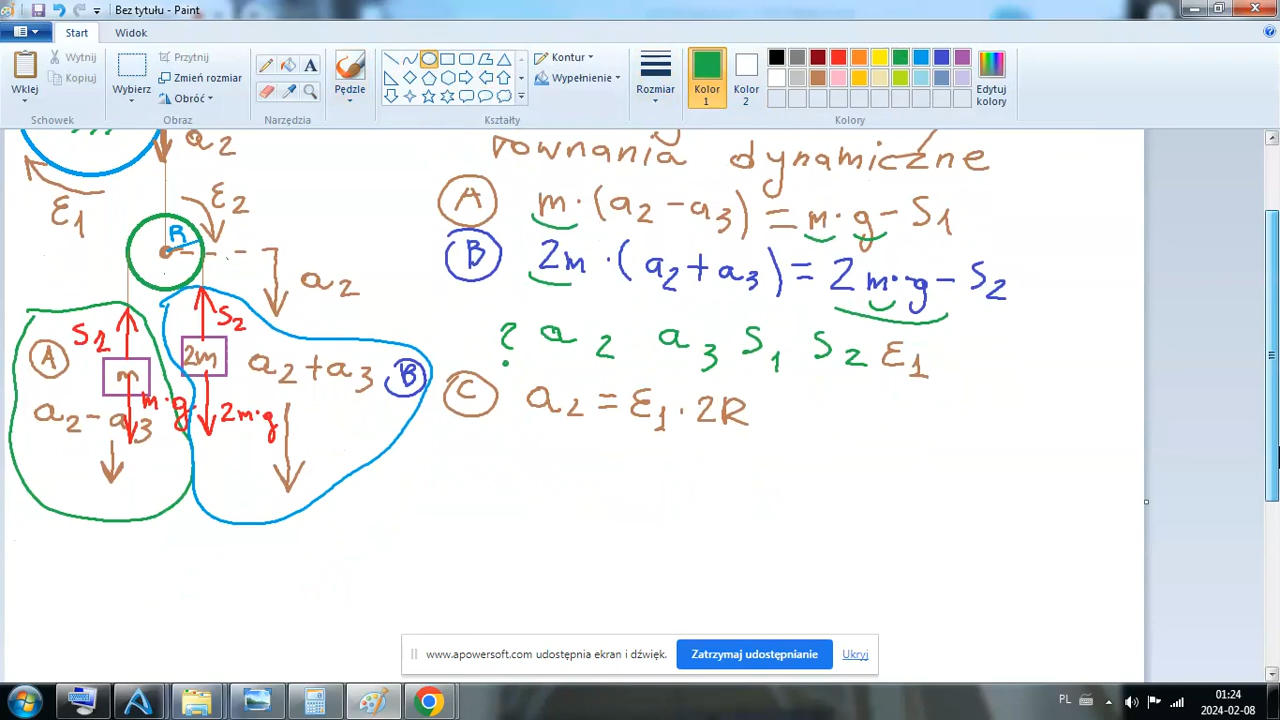 Bez tytułu - Paint
Start Widok
Wklej
Wytnij
Kopiuj
Schowek
Wybierz
Przytnij
Zmień rozmiar
Obróć
Obraz
Narzędzia
Pędzle
Kształty
Kontur
Wypełnienie
Rozmiar
Kolor 1
Kolor 2
Edytuj kolory
Kolory
a2
równania dynamiczne
ε1
ε2
R
a2
A m·(a2-a3)=m·g-S1
B 2m·(a2+a3)=2m·g-S2
? a2 a3 S1 S2 ε1
C a2=ε1·2R
S1
S2
A
m
2m
a2+a3
B
a2-a3
m·g
2m·g
www.apowersoft.com udostępnia ekran i dźwięk.
Zatrzymaj udostępnianie
Ukryj
PL
01:24
2024-02-08